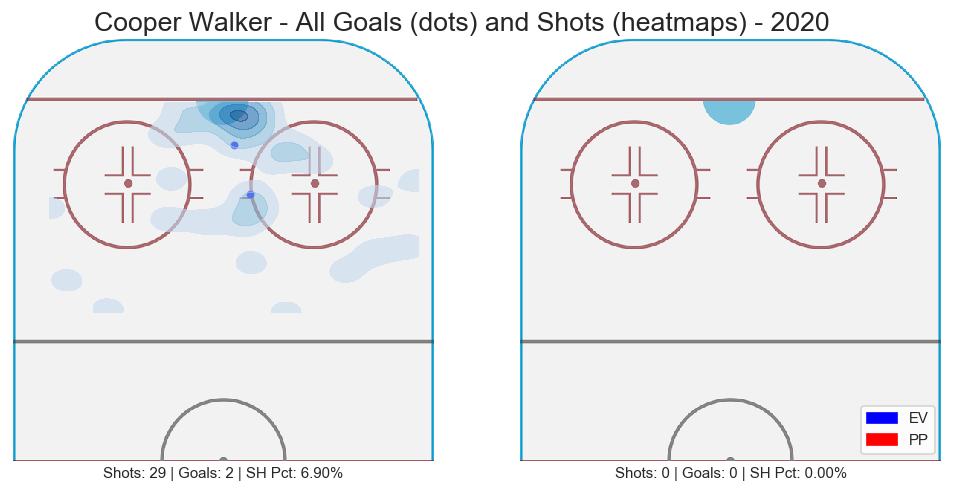 Cooper Walker - All Goals (dots) and Shots (heatmaps) - 2020
EV
PP
Shots: 29 | Goals: 2 | SH Pct: 6.90%
Shots: 0 | Goals: 0 | SH Pct: 0.00%